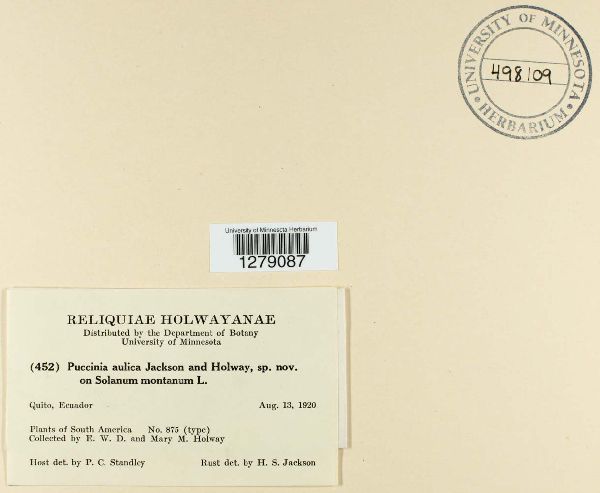 UNIVERSITY OF MINNESOTA
498109
HERBARIUM
University of Minnesota Herbarium
1279087
RELIQUIAE HOLWAYANAE
Distributed by the Department of Botany
University of Minnesota
(452) Puccinia aulica Jackson and Holway, sp. nov.
on Solanum montanum L.
Quito, Ecuador Aug. 13, 1920
Plants of South America No. 875 (type)
Collected by E. W. D. and Mary M. Holway
Host det. by P. C. Standley Rust det. by H. S. Jackson